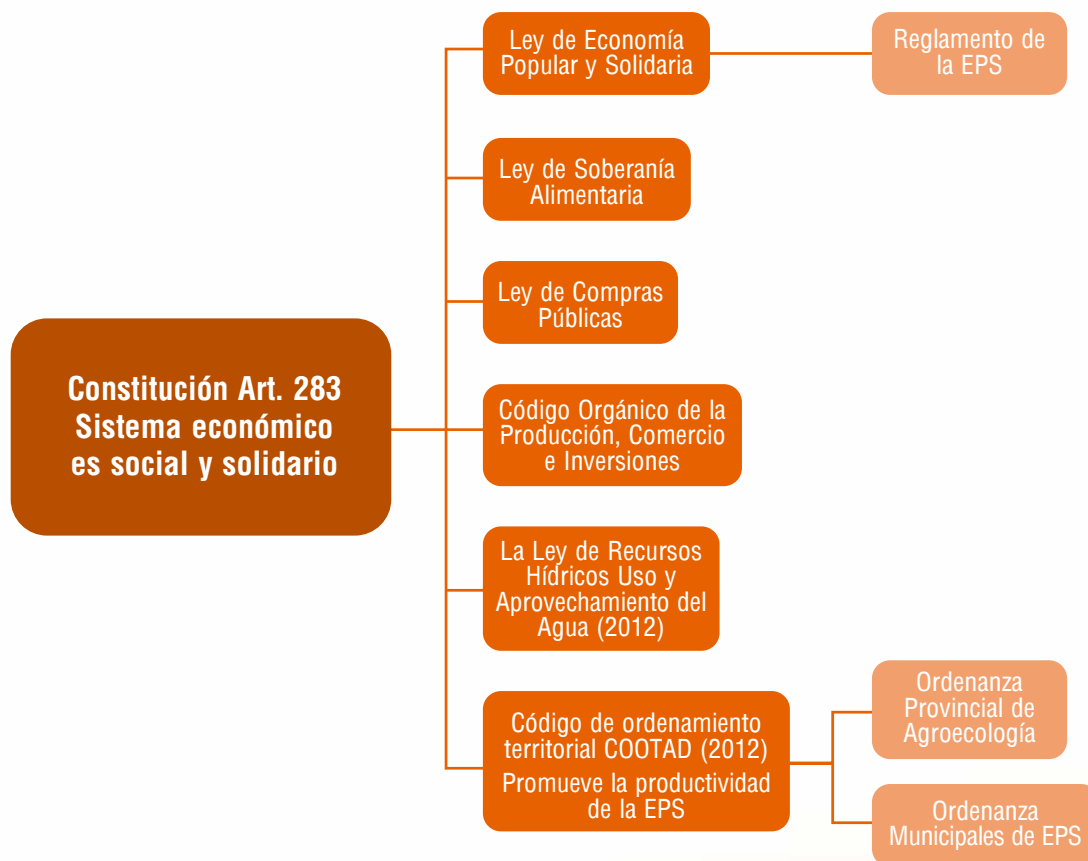 Constitución Art. 283
Sistema económico
es social y solidario
Ley de Economía
Popular y Solidaria
Reglamento de
la EPS
Ley de Soberanía
Alimentaria
Ley de Compras
Públicas
Código Orgánico de la
Producción, Comercio
e Inversiones
La Ley de Recursos
Hídricos Uso y
Aprovechamiento del
Agua (2012)
Código de ordenamiento
territorial COOTAD (2012)
Promueve la productividad
de la EPS
Ordenanza
Provincial de
Agroecología
Ordenanza
Municipales de EPS